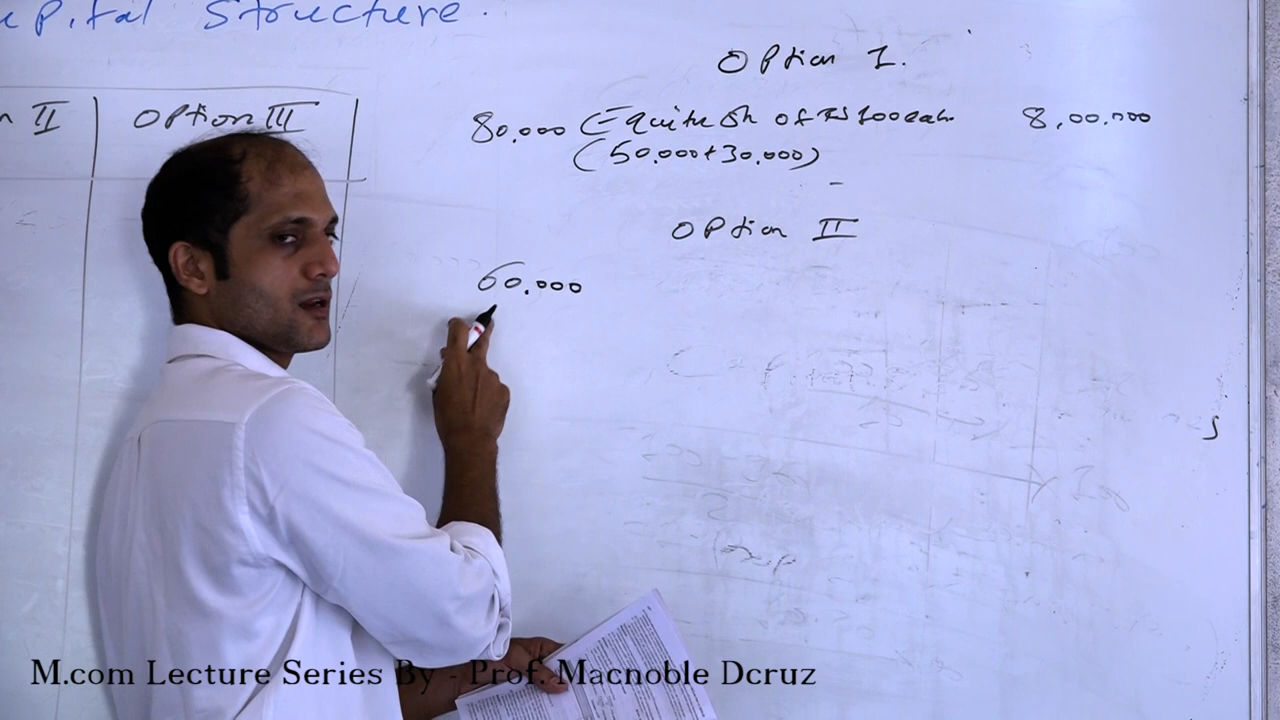 pital Structure.
n II
Option III
Option I.
80,000 Equity Sh of Rs 100 each 8,00,000
(50,000+30,000)
Option II
60,000
M.com Lecture Series By - Prof. Macnoble Dcruz